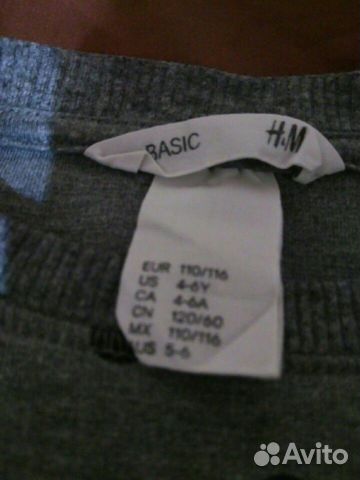 BASIC H&M
EUR 110/116
US 4-6Y
CA 4-6A
CN 120/60
MX 110/116
AUS 5-6
Avito